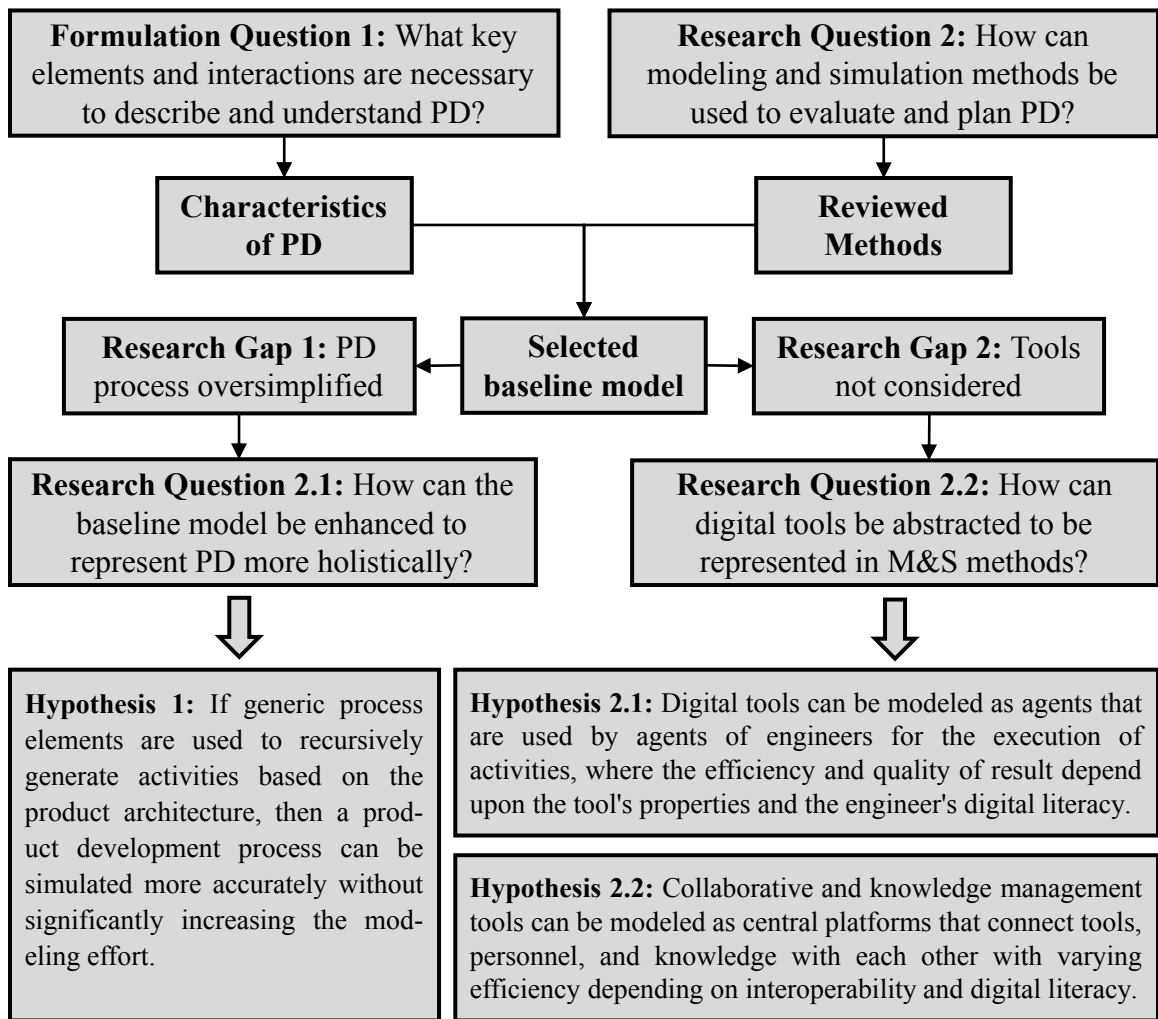 Formulation Question 1: What key
elements and interactions are necessary
to describe and understand PD?
Research Question 2: How can
modeling and simulation methods be
used to evaluate and plan PD?
Characteristics
of PD
Reviewed
Methods
Research Gap 1: PD
process oversimplified
Selected
baseline model
Research Gap 2: Tools
not considered
Research Question 2.1: How can the
baseline model be enhanced to
represent PD more holistically?
Research Question 2.2: How can
digital tools be abstracted to be
represented in M&S methods?
Hypothesis 1: If generic process
elements are used to recursively
generate activities based on the
product architecture, then a prod-
uct development process can be
simulated more accurately without
significantly increasing the mod-
eling effort.
Hypothesis 2.1: Digital tools can be modeled as agents that
are used by agents of engineers for the execution of
activities, where the efficiency and quality of result depend
upon the tool's properties and the engineer's digital literacy.
Hypothesis 2.2: Collaborative and knowledge management
tools can be modeled as central platforms that connect tools,
personnel, and knowledge with each other with varying
efficiency depending on interoperability and digital literacy.